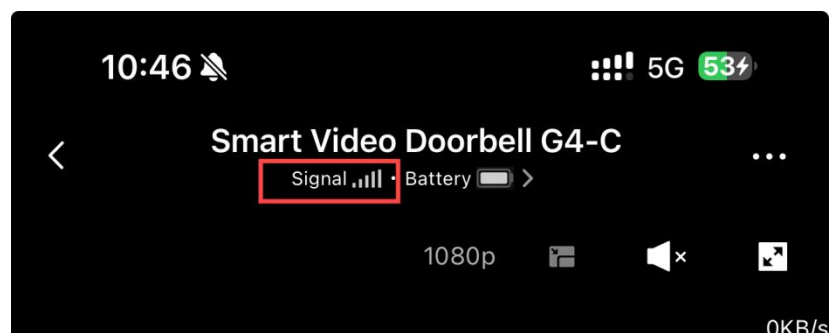 10:46 5G 53
Smart Video Doorbell G4-C
Signal · Battery
1080p
0KB/s